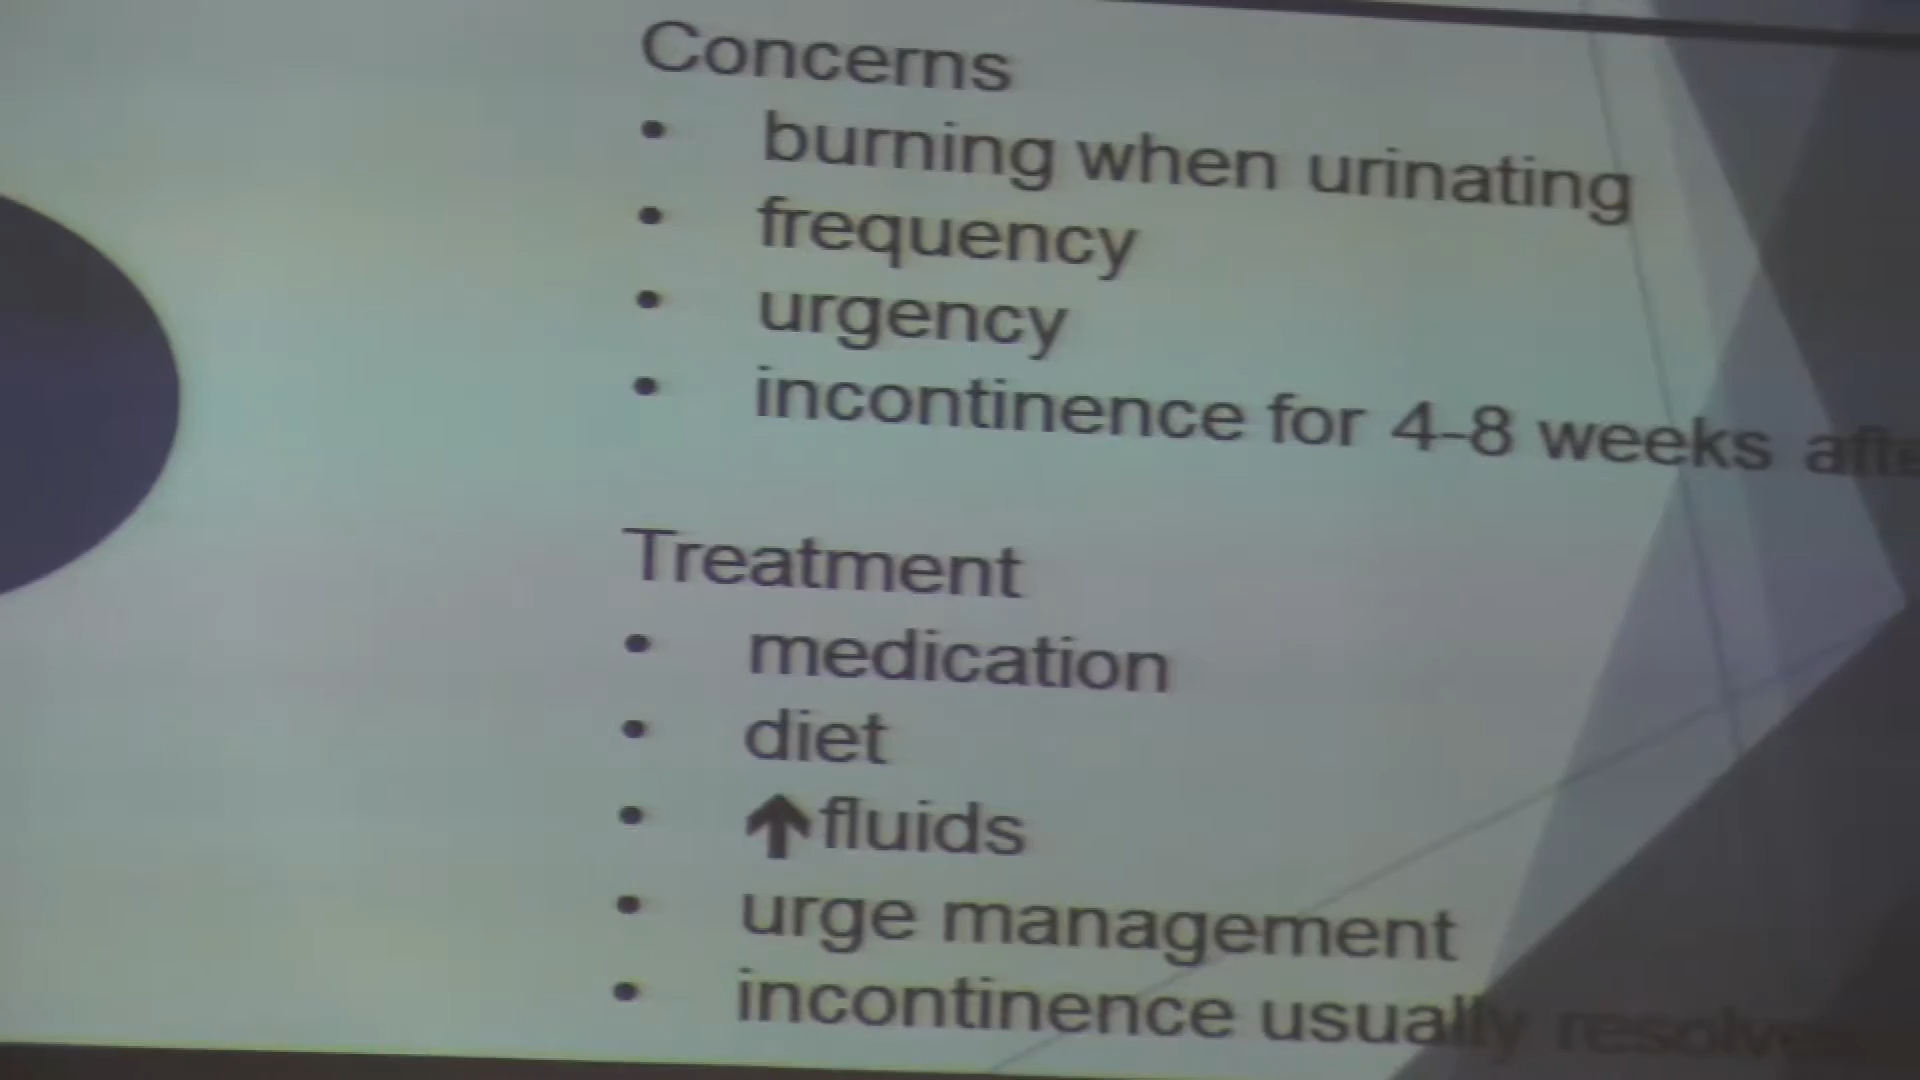 Concerns
• burning when urinating
• frequency
• urgency
• incontinence for 4-8 weeks
Treatment
• medication
• diet
• ↑fluids
• urge management
• incontinence usually resolves